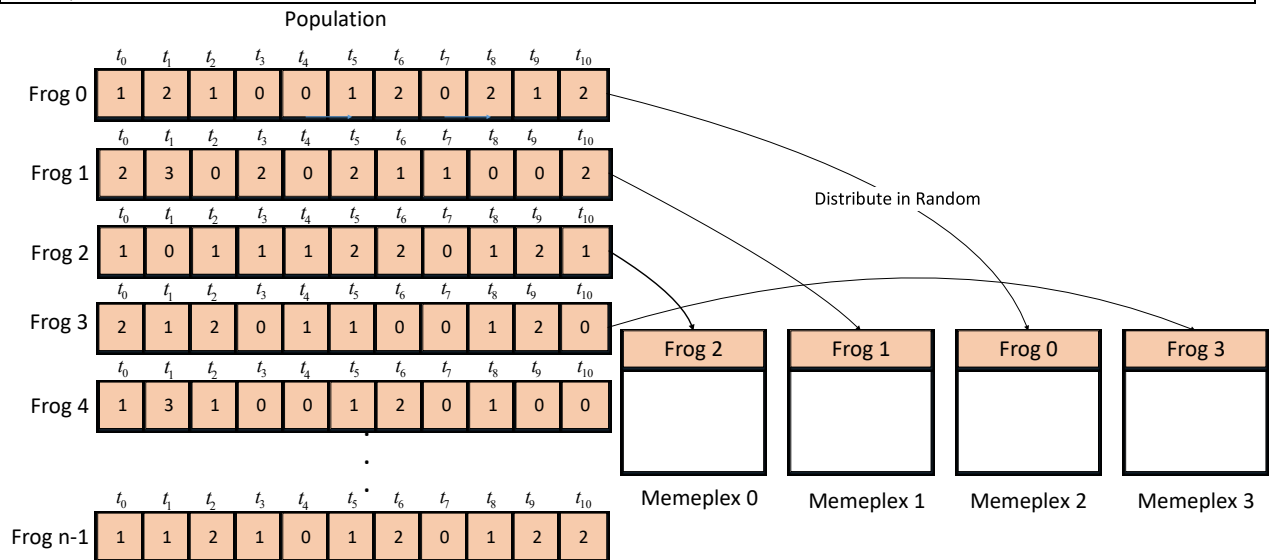 Population
t0 t1 t2 t3 t4 t5 t6 t7 t8 t9 t10
Frog 0 1 2 1 0 0 1 2 0 2 1 2
t0 t1 t2 t3 t4 t5 t6 t7 t8 t9 t10
Frog 1 2 3 0 2 0 2 1 1 0 0 2
Distribute in Random
t0 t1 t2 t3 t4 t5 t6 t7 t8 t9 t10
Frog 2 1 0 1 1 1 2 2 0 1 2 1
t0 t1 t2 t3 t4 t5 t6 t7 t8 t9 t10
Frog 3 2 1 2 0 1 1 0 0 1 2 0
Frog 2 Frog 1 Frog 0 Frog 3
t0 t1 t2 t3 t4 t5 t6 t7 t8 t9 t10
Frog 4 1 3 1 0 0 1 2 0 1 0 0
.
.
.
Memeplex 0 Memeplex 1 Memeplex 2 Memeplex 3
t0 t1 t2 t3 t4 t5 t6 t7 t8 t9 t10
Frog n-1 1 1 2 1 0 1 2 0 1 2 2